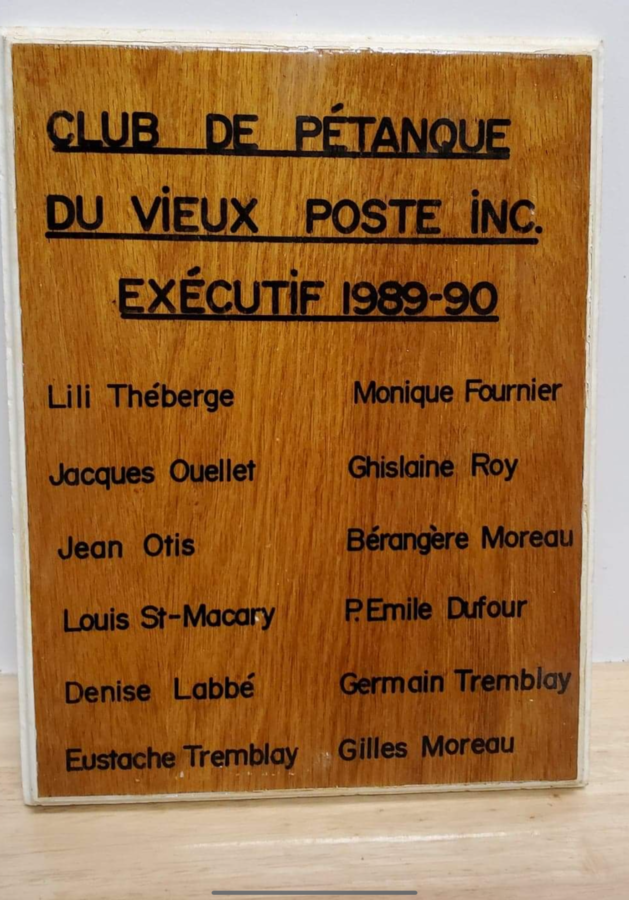 CLUB DE PÉTANQUE
DU VIEUX POSTE INC.
EXÉCUTIF 1989-90
Lili Théberge
Jacques Ouellet
Jean Otis
Louis St-Macary
Denise Labbé
Eustache Tremblay
Monique Fournier
Ghislaine Roy
Bérangère Moreau
P.Emile Dufour
Germain Tremblay
Gilles Moreau